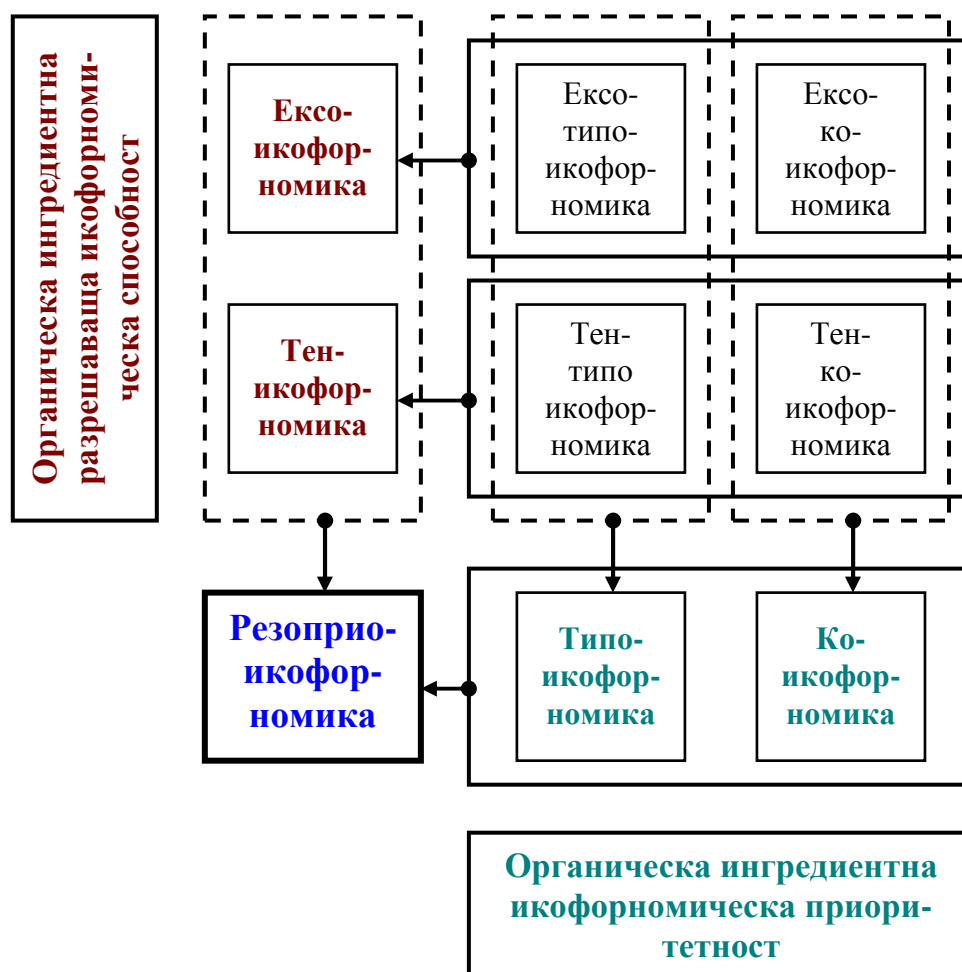 Органическа ингредиентна
разрешаваща икофорноми-
ческа способност
Ексо-
икофор-
номика
Ексо-
типо-
икофор-
номика
Ексо-
ко-
икофор-
номика
Тен-
икофор-
номика
Тен-
типо
икофор-
номика
Тен-
ко-
икофор-
номика
Резоприо-
икофор-
номика
Типо-
икофор-
номика
Ко-
икофор-
номика
Органическа ингредиентна
икофорномическа приори-
тетност